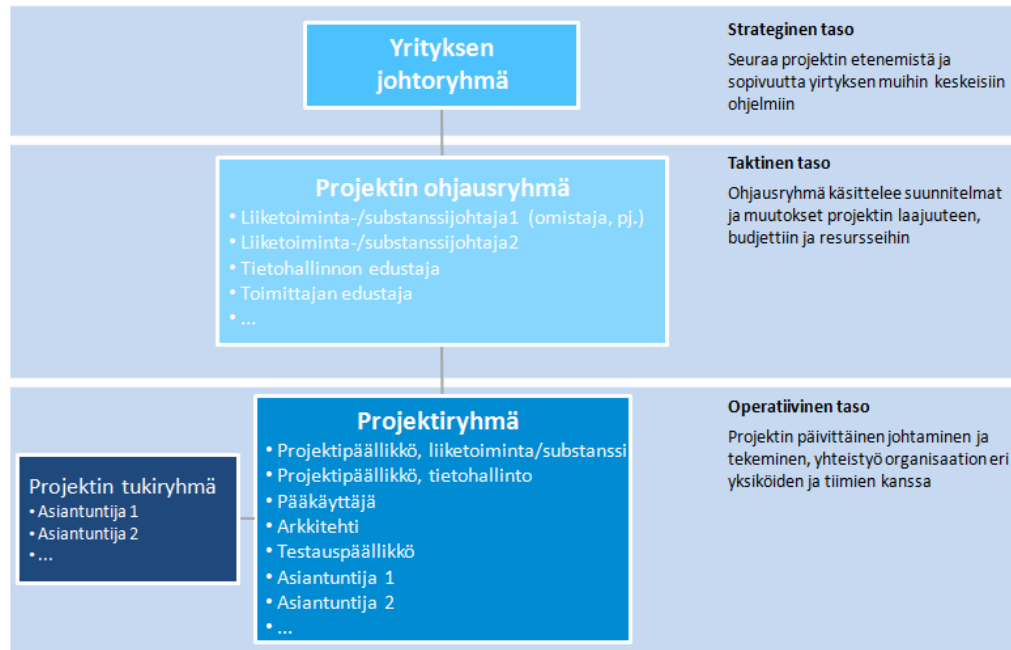 Yrityksen
johtoryhmä
Strateginen taso
Seuraa projektin etenemistä ja
sopivuutta yirtyksen muihin keskeisiin
ohjelmiin
Projektin ohjausryhmä
• Liiketoiminta-/substanssijohtaja1 (omistaja, pj.)
• Liiketoiminta-/substanssijohtaja2
• Tietohallinnon edustaja
• Toimittajan edustaja
• ...
Taktinen taso
Ohjausryhmä käsittelee suunnitelmat
ja muutokset projektin laajuuteen,
budjettiin ja resursseihin
Projektin tukiryhmä
• Asiantuntija 1
• Asiantuntija 2
• ...
Projektiryhmä
• Projektipäällikkö, liiketoiminta/substanssi
• Projektipäällikkö, tietohallinto
• Pääkäyttäjä
• Arkkitehti
• Testauspäällikkö
• Asiantuntija 1
• Asiantuntija 2
• ...
Operatiivinen taso
Projektin päivittäinen johtaminen ja
tekeminen, yhteistyö organisaation eri
yksiköiden ja tiimien kanssa